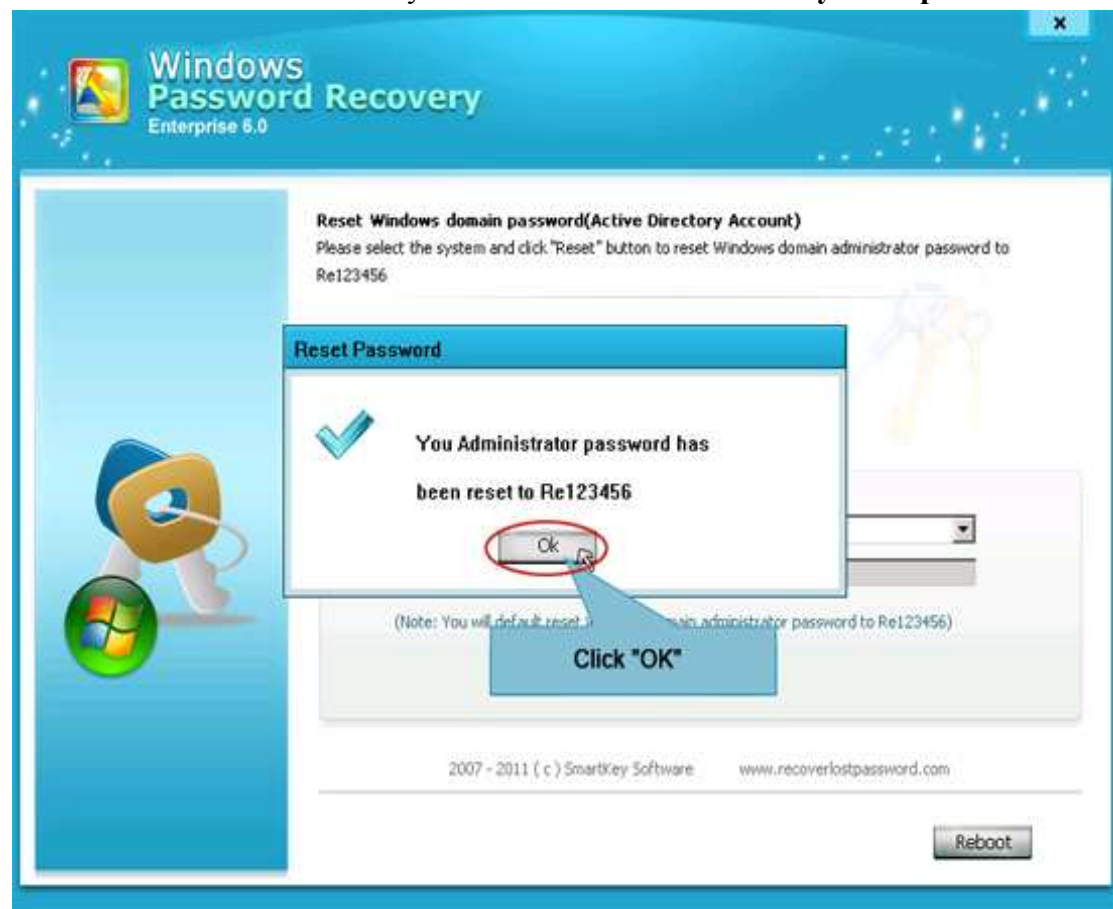 x
Windows
Password Recovery
Enterprise 6.0
Reset Windows domain password(Active Directory Account)
Please select the system and click "Reset" button to reset Windows domain administrator password to
Re123456
Reset Password
You Administrator password has
been reset to Re123456
Ok
(Note: You will default reset administrator password to Re123456)
Click "OK"
2007 - 2011 ( c ) SmartKey Software www.recoverlostpassword.com
Reboot